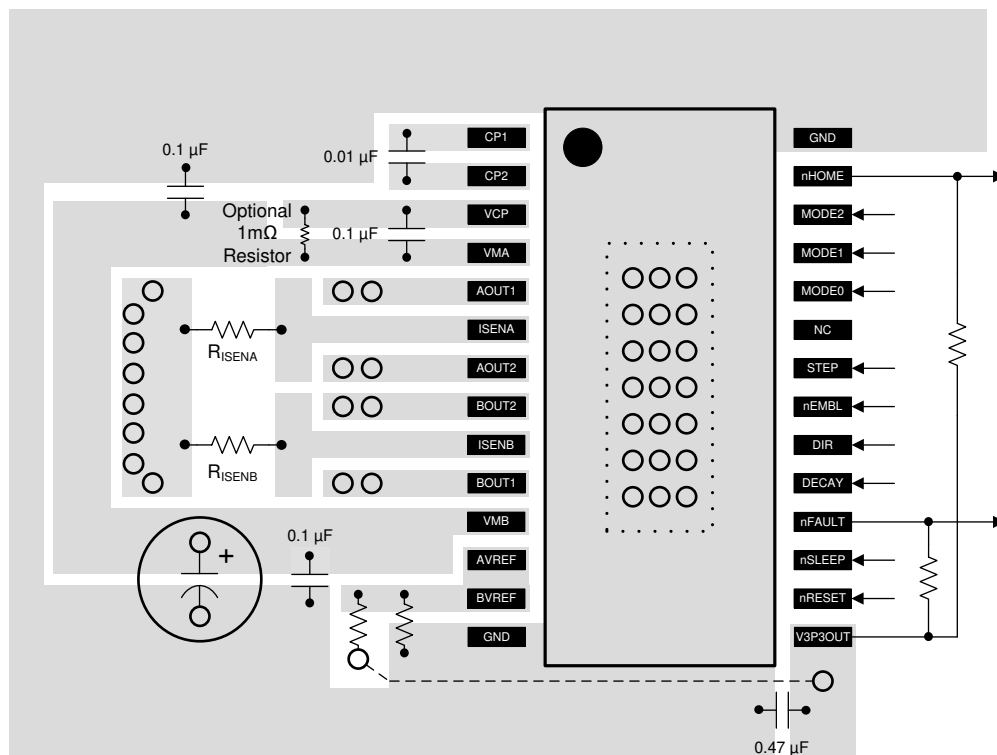 CP1
GND
0.1 µF
0.01 µF
CP2
nHOME
Optional
1mΩ
Resistor
0.1 µF
VCP
MODE2
VMA
MODE1
AOUT1
MODE0
ISENA
NC
RISENA
AOUT2
STEP
BOUT2
nEMBL
ISENB
DIR
RISENB
BOUT1
DECAY
VMB
nFAULT
0.1 µF
+
AVREF
nSLEEP
BVREF
nRESET
GND
V3P3OUT
0.47 µF